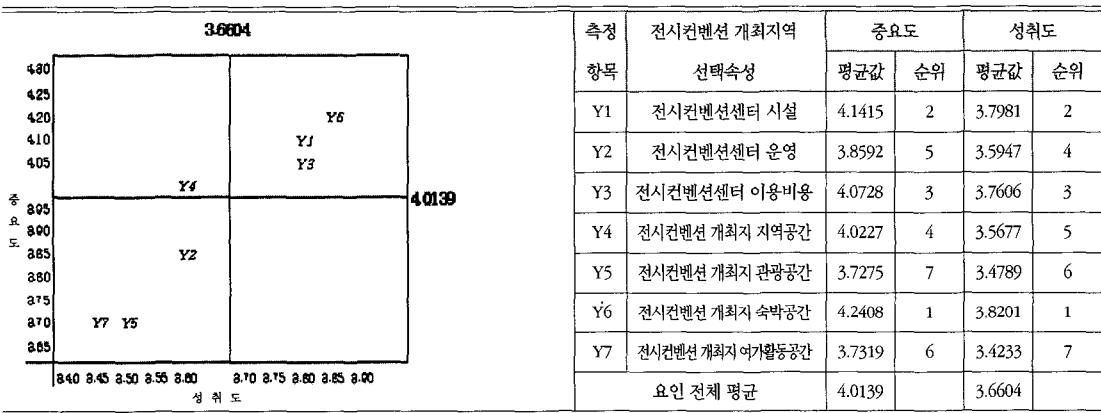 3.6604
4.80
4.25
4.20
4.10
4.05
3.95
3.90
3.85
3.80
3.75
3.70
3.65
중요도
Y6
Y1
Y3
Y4
4.0139
Y2
Y7 Y5
3.40 3.45 3.50 3.55 3.60 3.70 3.75 3.80 3.85 3.90
성 취 도
측정 항목 전시컨벤션 개최지역 선택속성 중요도 성취도
평균값 순위 평균값 순위
Y1 전시컨벤션센터 시설 4.1415 2 3.7981 2
Y2 전시컨벤션센터 운영 3.8592 5 3.5947 4
Y3 전시컨벤션센터 이용비용 4.0728 3 3.7606 3
Y4 전시컨벤션 개최지 지역공간 4.0227 4 3.5677 5
Y5 전시컨벤션 개최지 관광공간 3.7275 7 3.4789 6
Y6 전시컨벤션 개최지 숙박공간 4.2408 1 3.8201 1
Y7 전시컨벤션 개최지 여가활동공간 3.7319 6 3.4233 7
요인 전체 평균 4.0139 3.6604